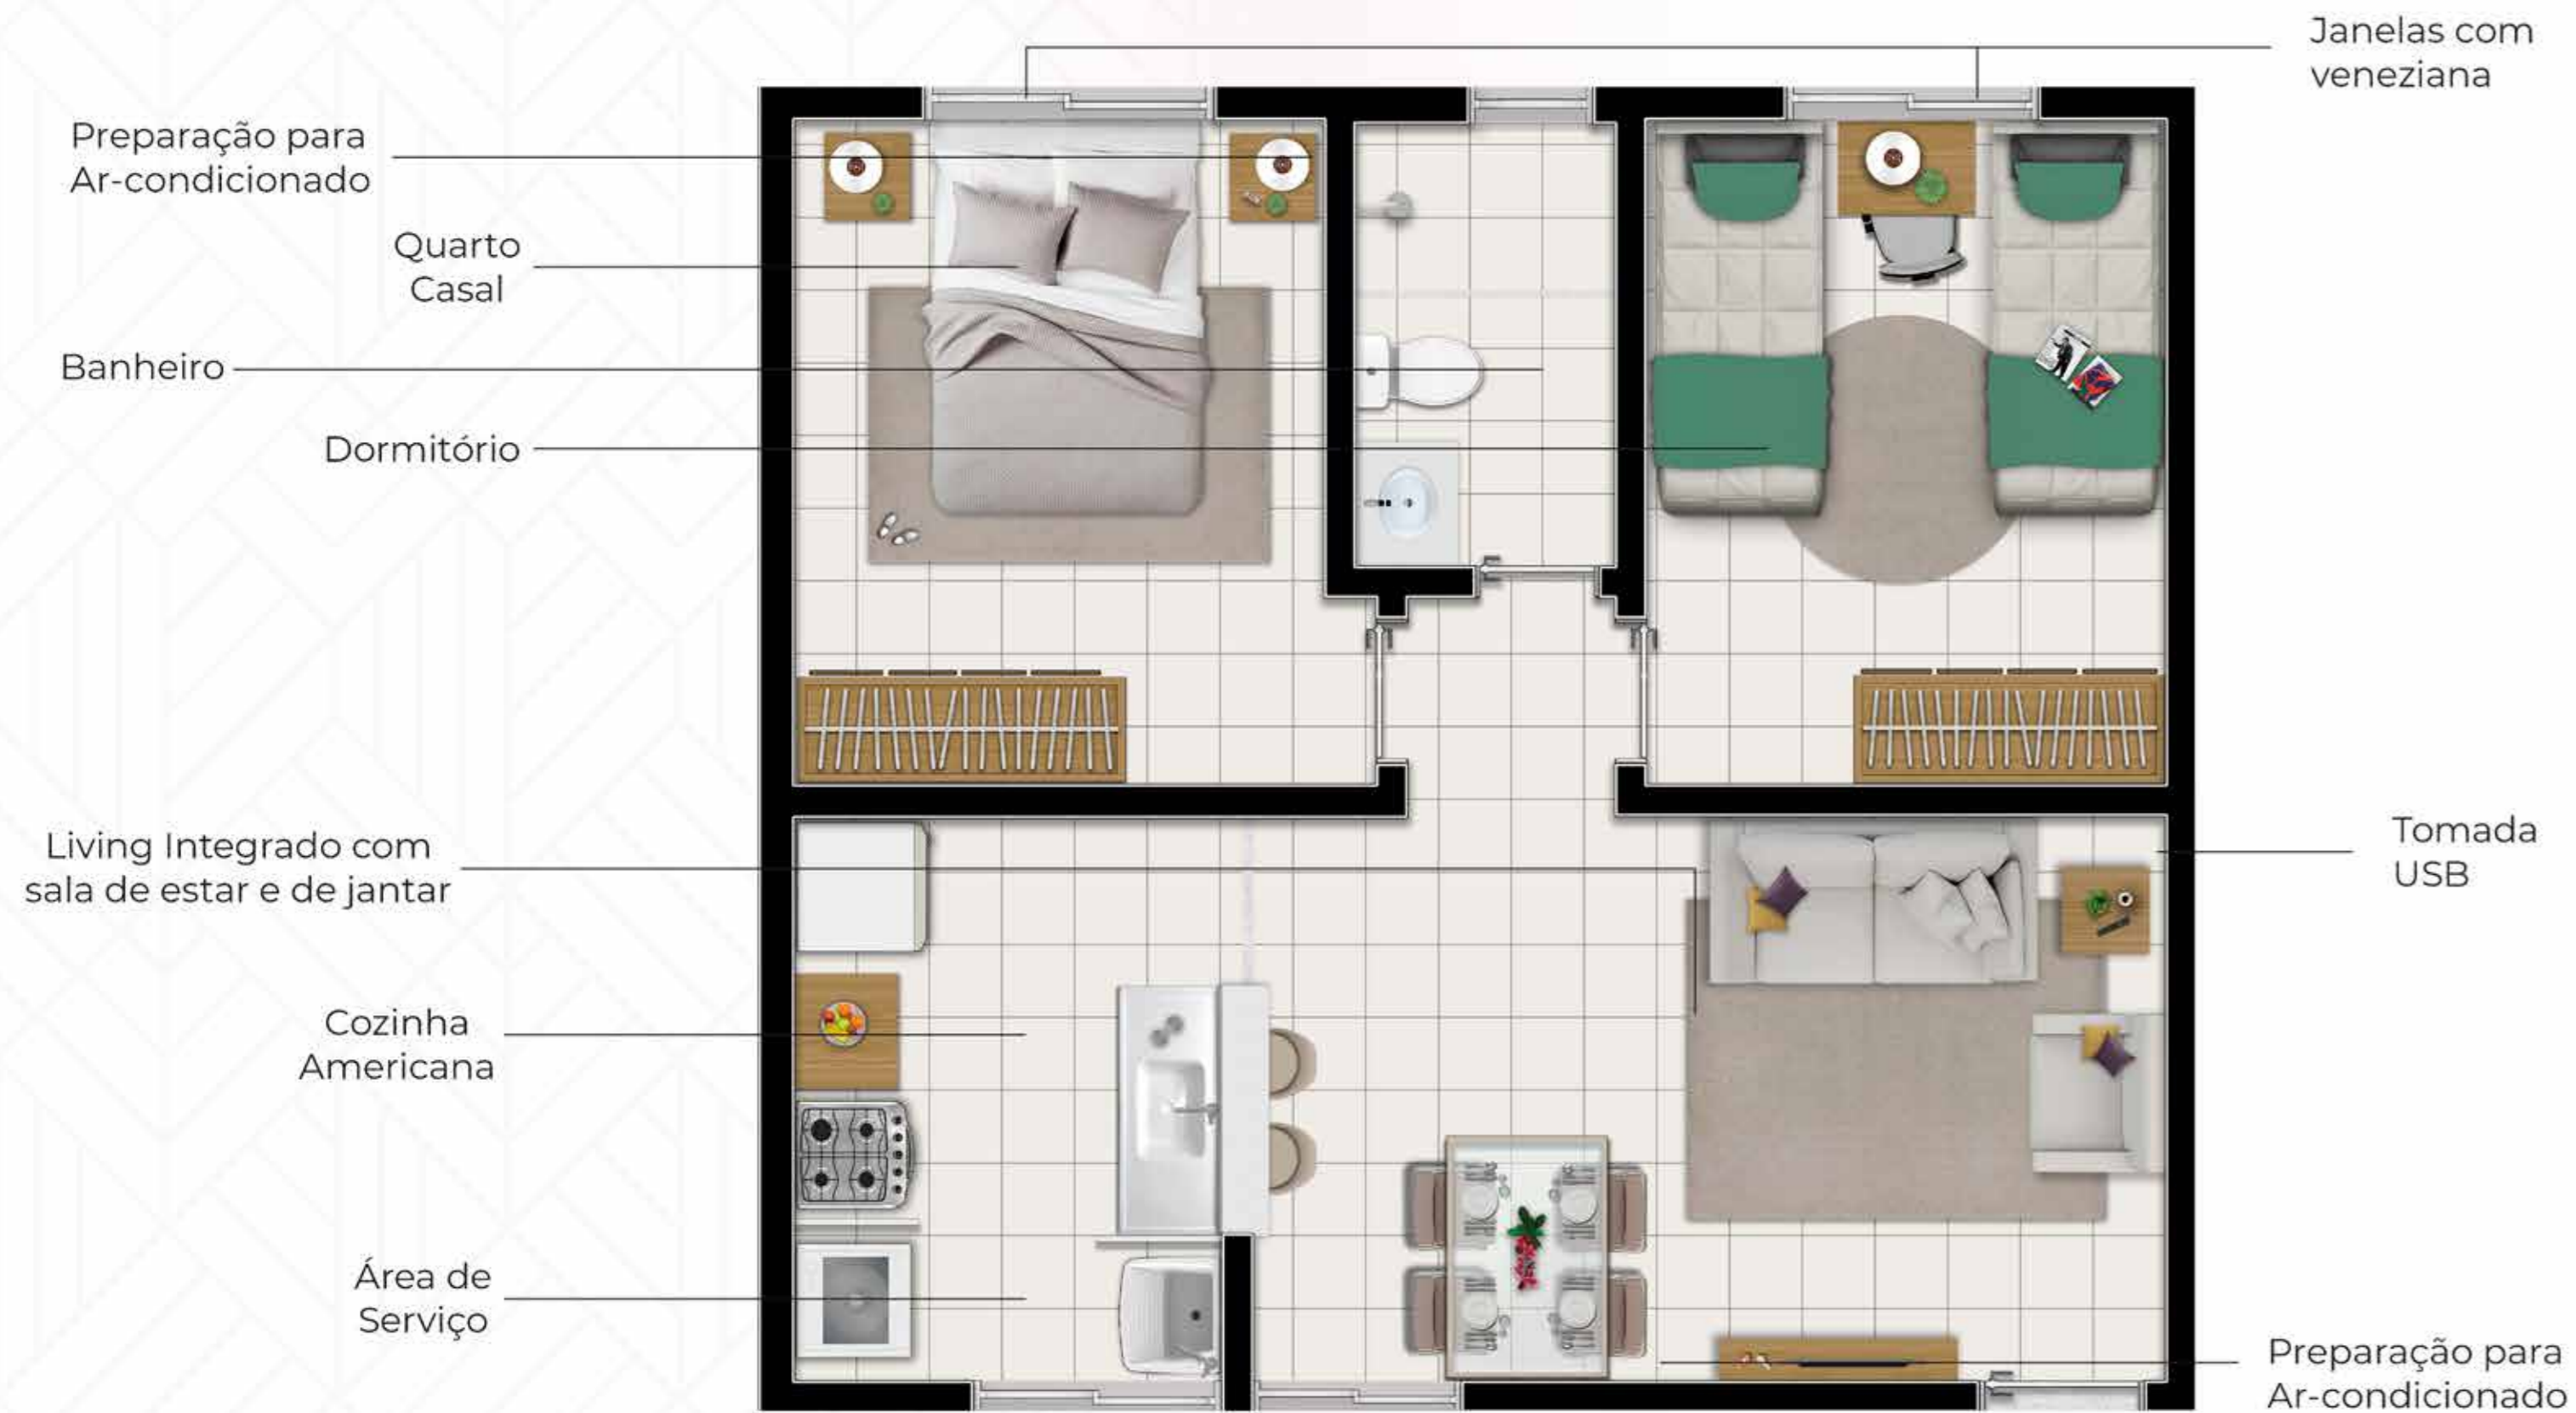 Janelas com
veneziana
Preparação para
Ar-condicionado
Quarto
Casal
Banheiro
Dormitório
Living Integrado com
sala de estar e de jantar
Tomada
USB
Cozinha
Americana
Área de
Serviço
Preparação para
Ar-condicionado